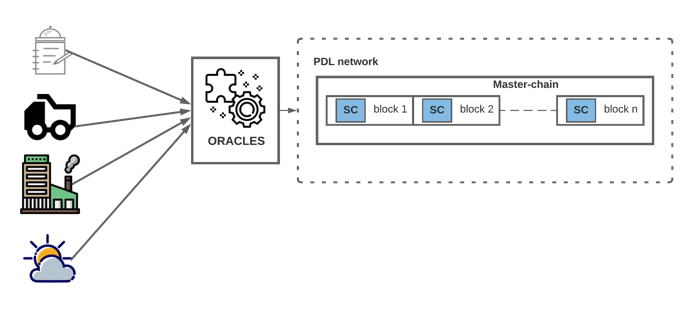 PDL network
Master-chain
SC block 1 SC block 2 SC block n
ORACLES